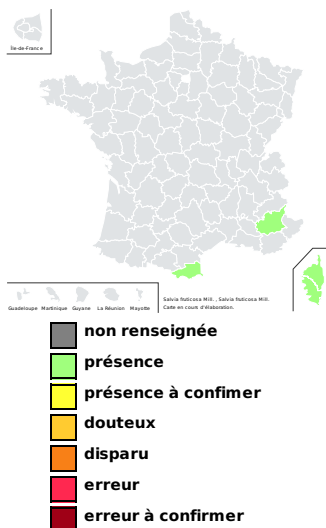 Île-de-France
Guadeloupe Martinique Guyane La Réunion Mayotte
Salvia fruticosa Mill. , Salvia fruticosa Mill.
Carte en cours d'élaboration.
non renseignée
présence
présence à confimer
douteux
disparu
erreur
erreur à confirmer